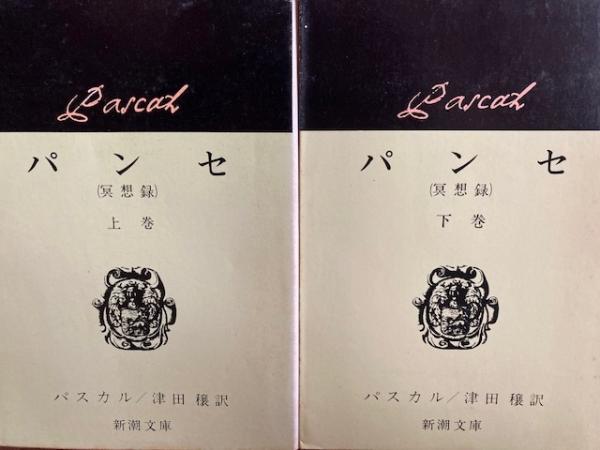 Pascal
パンセ
(冥想録)
上巻
パスカル/津田穣訳
新潮文庫
Pascal
パンセ
(冥想録)
下巻
パスカル/津田穣訳
新潮文庫